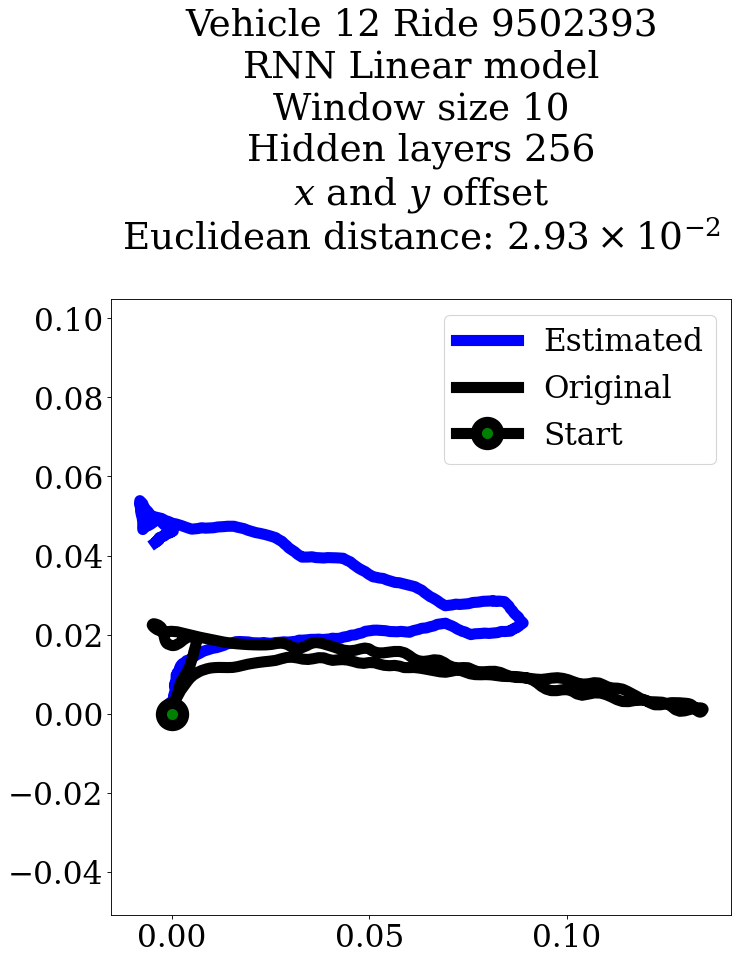 Vehicle 12 Ride 9502393
RNN Linear model
Window size 10
Hidden layers 256
x and y offset
Euclidean distance: 2.93 × 10⁻²
Estimated
Original
Start
0.10
0.08
0.06
0.04
0.02
0.00
−0.02
−0.04
0.00 0.05 0.10